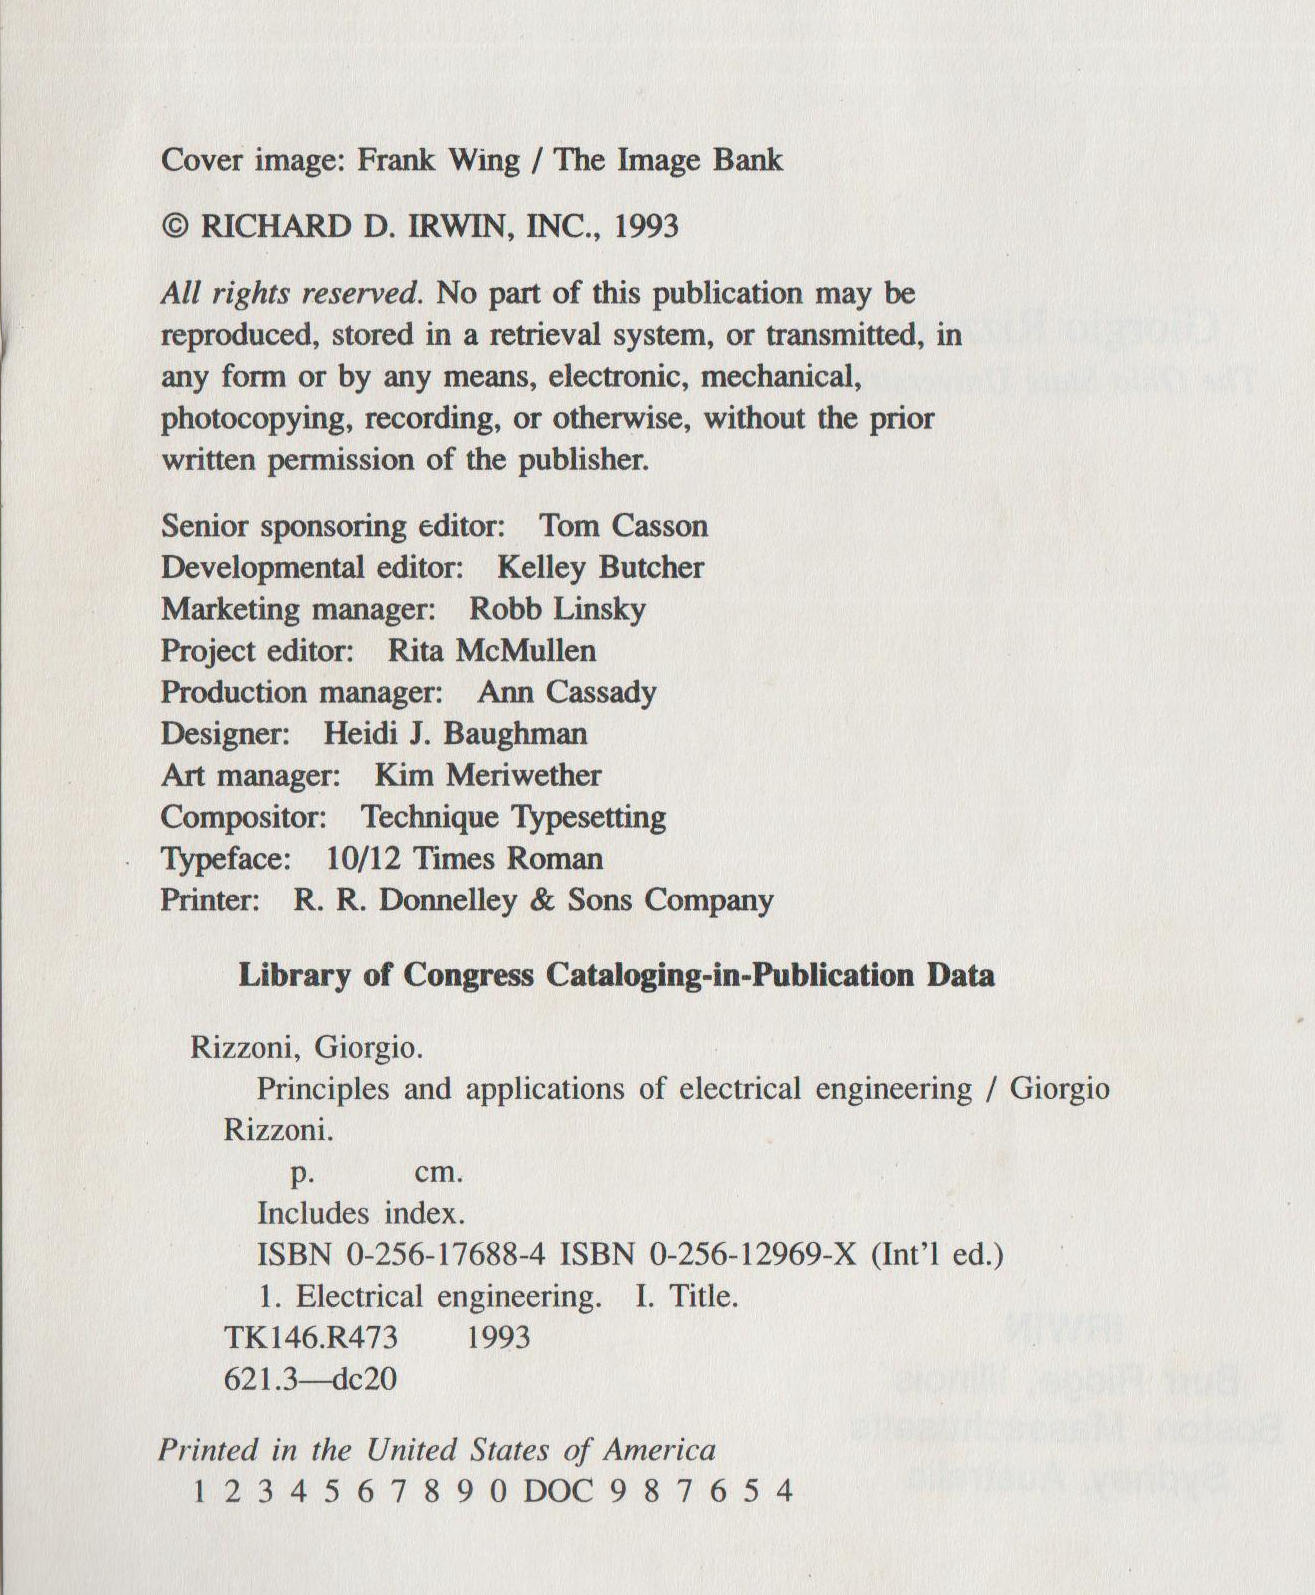 Cover image: Frank Wing / The Image Bank
© RICHARD D. IRWIN, INC., 1993
All rights reserved. No part of this publication may be
reproduced, stored in a retrieval system, or transmitted, in
any form or by any means, electronic, mechanical,
photocopying, recording, or otherwise, without the prior
written permission of the publisher.
Senior sponsoring editor: Tom Casson
Developmental editor: Kelley Butcher
Marketing manager: Robb Linsky
Project editor: Rita McMullen
Production manager: Ann Cassady
Designer: Heidi J. Baughman
Art manager: Kim Meriwether
Compositor: Technique Typesetting
Typeface: 10/12 Times Roman
Printer: R. R. Donnelley & Sons Company
Library of Congress Cataloging-in-Publication Data
Rizzoni, Giorgio.
Principles and applications of electrical engineering / Giorgio
Rizzoni.
p. cm.
Includes index.
ISBN 0-256-17688-4 ISBN 0-256-12969-X (Int'l ed.)
1. Electrical engineering. I. Title.
TK146.R473 1993
621.3—dc20
Printed in the United States of America
1 2 3 4 5 6 7 8 9 0 DOC 9 8 7 6 5 4